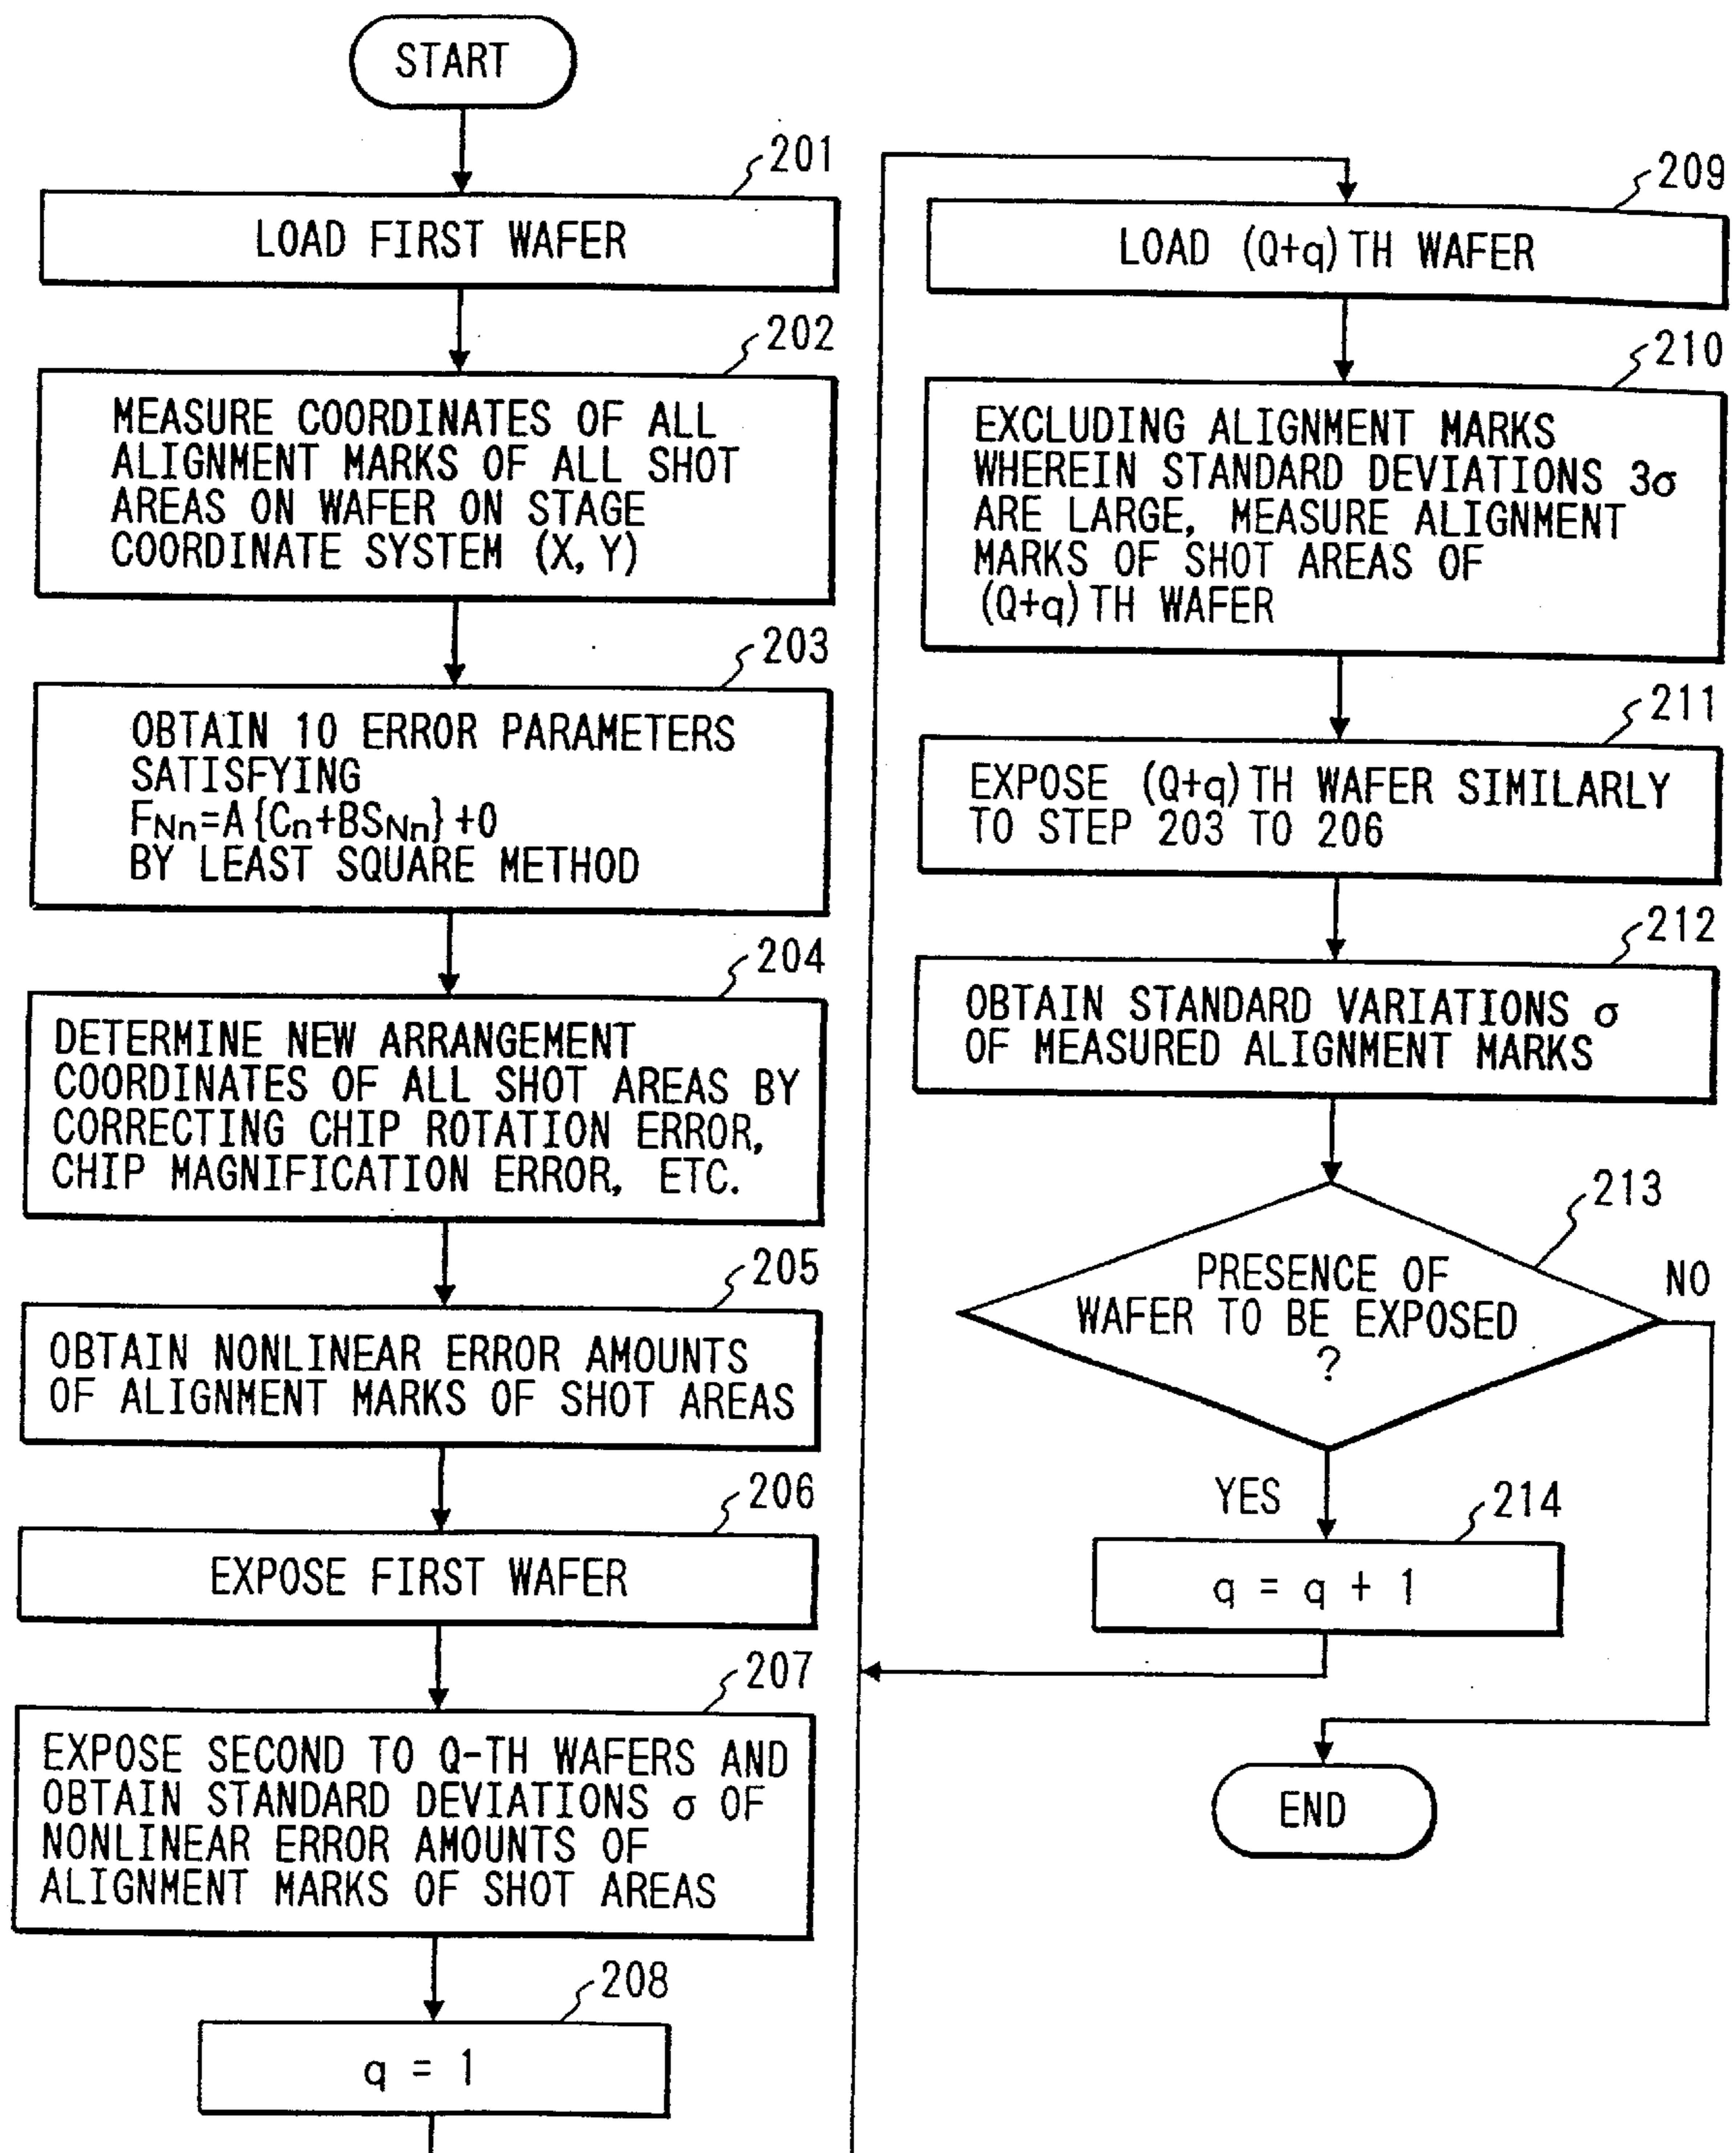 START
201
LOAD FIRST WAFER
202
MEASURE COORDINATES OF ALL
ALIGNMENT MARKS OF ALL SHOT
AREAS ON WAFER ON STAGE
COORDINATE SYSTEM (X, Y)
203
OBTAIN 10 ERROR PARAMETERS
SATISFYING
FNn=A{Cn+BSNn}+0
BY LEAST SQUARE METHOD
204
DETERMINE NEW ARRANGEMENT
COORDINATES OF ALL SHOT AREAS BY
CORRECTING CHIP ROTATION ERROR,
CHIP MAGNIFICATION ERROR, ETC.
205
OBTAIN NONLINEAR ERROR AMOUNTS
OF ALIGNMENT MARKS OF SHOT AREAS
206
EXPOSE FIRST WAFER
207
EXPOSE SECOND TO Q-TH WAFERS AND
OBTAIN STANDARD DEVIATIONS σ OF
NONLINEAR ERROR AMOUNTS OF
ALIGNMENT MARKS OF SHOT AREAS
208
q = 1
209
LOAD (Q+q)TH WAFER
210
EXCLUDING ALIGNMENT MARKS
WHEREIN STANDARD DEVIATIONS 3σ
ARE LARGE, MEASURE ALIGNMENT
MARKS OF SHOT AREAS OF
(Q+q)TH WAFER
211
EXPOSE (Q+q)TH WAFER SIMILARLY
TO STEP 203 TO 206
212
OBTAIN STANDARD VARIATIONS σ
OF MEASURED ALIGNMENT MARKS
213
PRESENCE OF
WAFER TO BE EXPOSED
?
NO
YES
214
q = q + 1
END